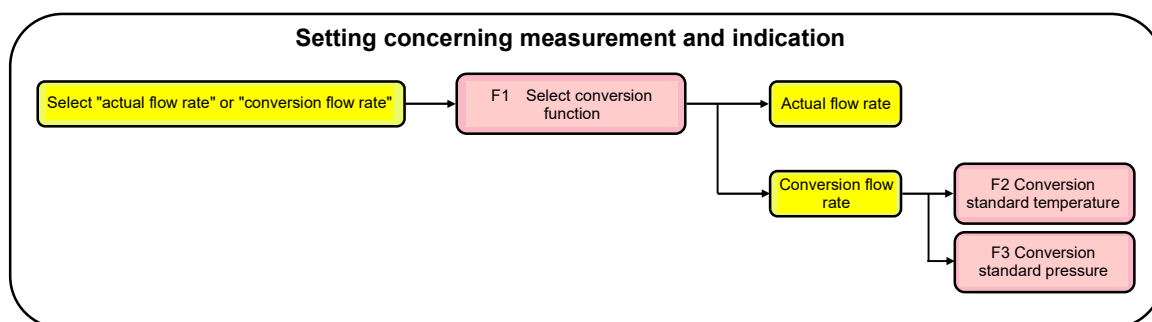 Setting concerning measurement and indication
Select "actual flow rate" or "conversion flow rate"
F1 Select conversion
function
Actual flow rate
Conversion flow
rate
F2 Conversion
standard temperature
F3 Conversion
standard pressure